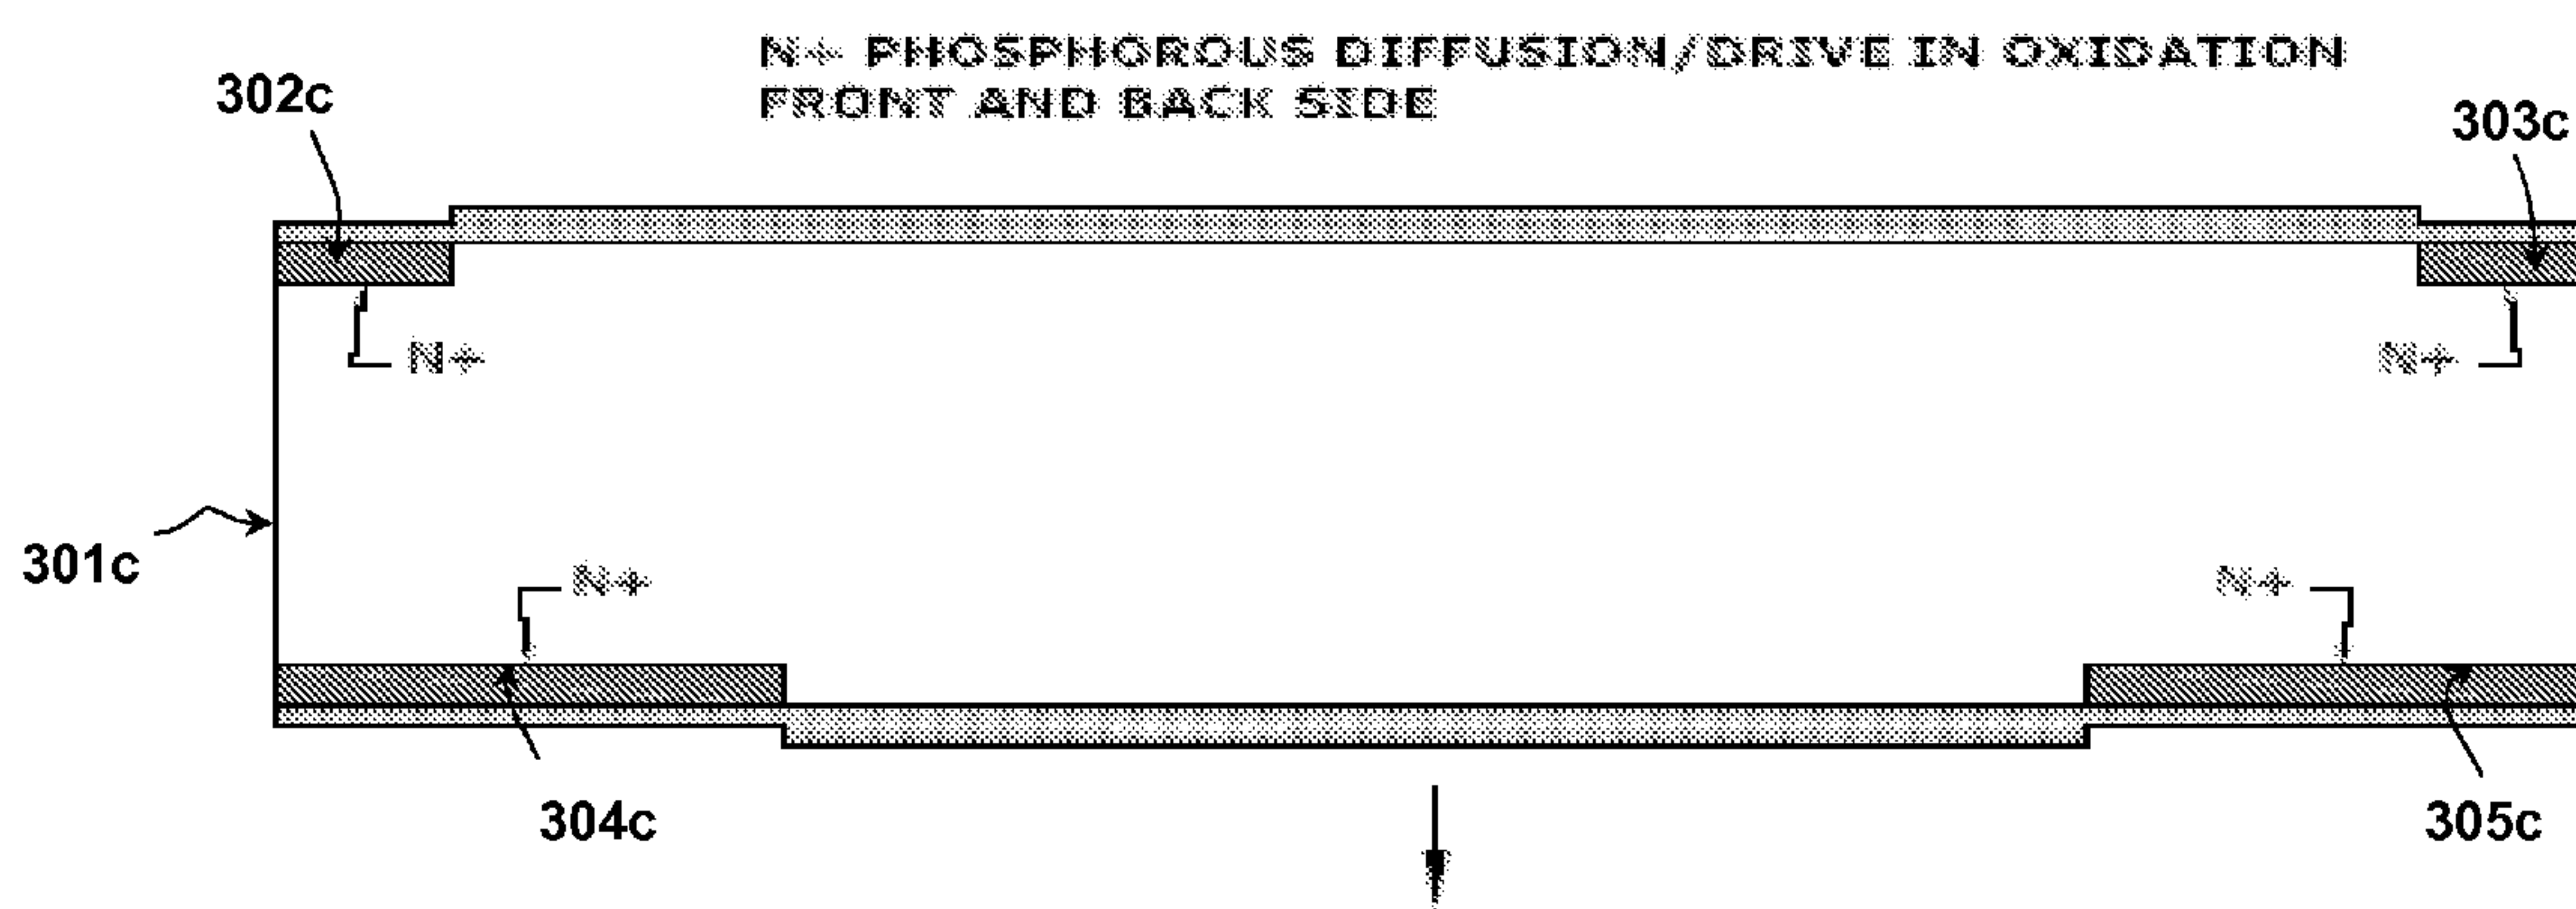 N+ PHOSPHOROUS DIFFUSION/DRIVE IN OXIDATION
FRONT AND BACK SIDE
302c
303c
N+
N+
301c
N+
N+
304c
305c